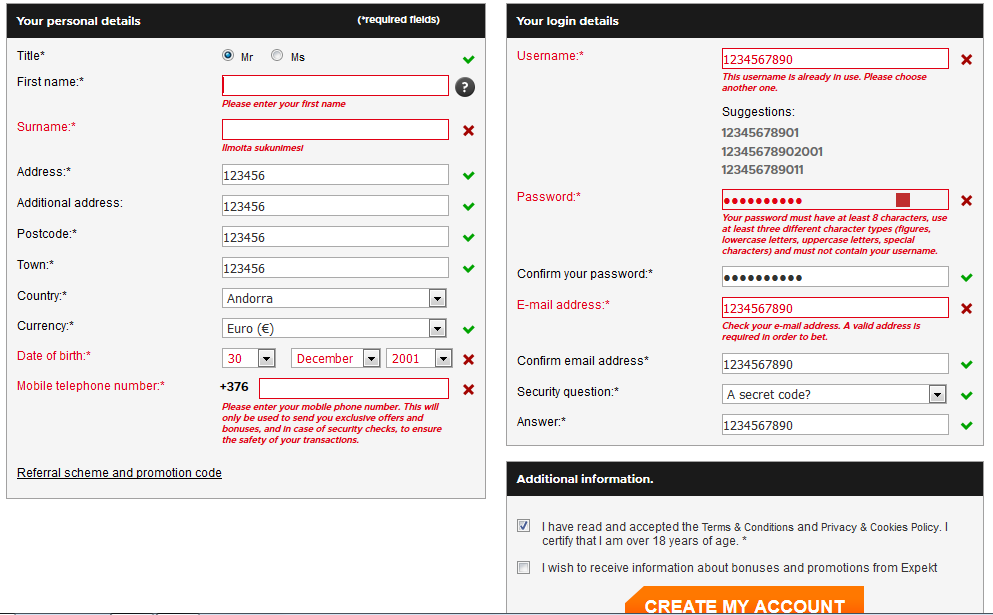 Your personal details
(*required fields)
Title*
Mr
Ms
First name:*
?
Please enter your first name
Surname:*
Ilmoita sukunimesi
Address:*
123456
Additional address:
123456
Postcode:*
123456
Town:*
123456
Country:*
Andorra
Currency:*
Euro (€)
Date of birth:*
30
December
2001
Mobile telephone number:*
+376
Please enter your mobile phone number. This will
only be used to send you exclusive offers and
bonuses, and in case of security checks, to ensure
the safety of your transactions.
Referral scheme and promotion code
Your login details
Username:*
1234567890
This username is already in use. Please choose
another one.
Suggestions:
12345678901
12345678902001
123456789011
Password:*
●●●●●●●●●●
Your password must have at least 8 characters, use
at least three different character types (figures,
lowercase letters, uppercase letters, special
characters) and must not contain your username.
Confirm your password:*
●●●●●●●●●●
E-mail address:*
1234567890
Check your e-mail address. A valid address is
required in order to bet.
Confirm email address*
1234567890
Security question:*
A secret code?
Answer:*
1234567890
Additional information.
I have read and accepted the Terms & Conditions and Privacy & Cookies Policy. I
certify that I am over 18 years of age. *
I wish to receive information about bonuses and promotions from Expekt
CREATE MY ACCOUNT